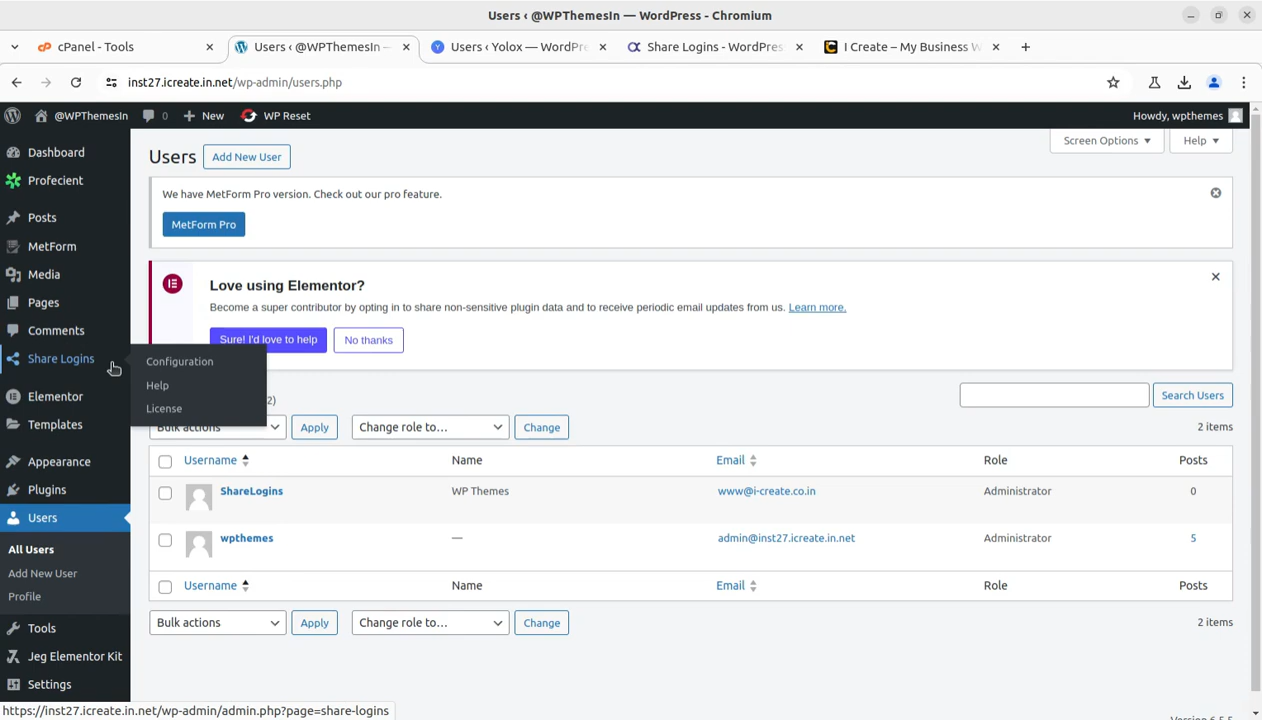 Users ‹ @WPThemesIn — WordPress - Chromium
cPanel - Tools
Users ‹ @WPThemesIn —
Users ‹ Yolox — WordPre
Share Logins - WordPres
I Create – My Business W
inst27.icreate.in.net/wp-admin/users.php
@WPThemesIn
0
New
WP Reset
Howdy, wpthemes
Screen Options
Help
Dashboard
Profecient
Posts
MetForm
Media
Pages
Comments
Share Logins
Configuration
Help
License
Elementor
Templates
Appearance
Plugins
Users
All Users
Add New User
Profile
Tools
Jeg Elementor Kit
Settings
Users
Add New User
We have MetForm Pro version. Check out our pro feature.
MetForm Pro
Love using Elementor?
Become a super contributor by opting in to share non-sensitive plugin data and to receive periodic email updates from us. Learn more.
Sure! I'd love to help
No thanks
2)
Search Users
Bulk actions
Apply
Change role to…
Change
2 items
Username
Name
Email
Role
Posts
ShareLogins
WP Themes
www@i-create.co.in
Administrator
0
wpthemes
—
admin@inst27.icreate.in.net
Administrator
5
Username
Name
Email
Role
Posts
Bulk actions
Apply
Change role to…
Change
2 items
https://inst27.icreate.in.net/wp-admin/admin.php?page=share-logins